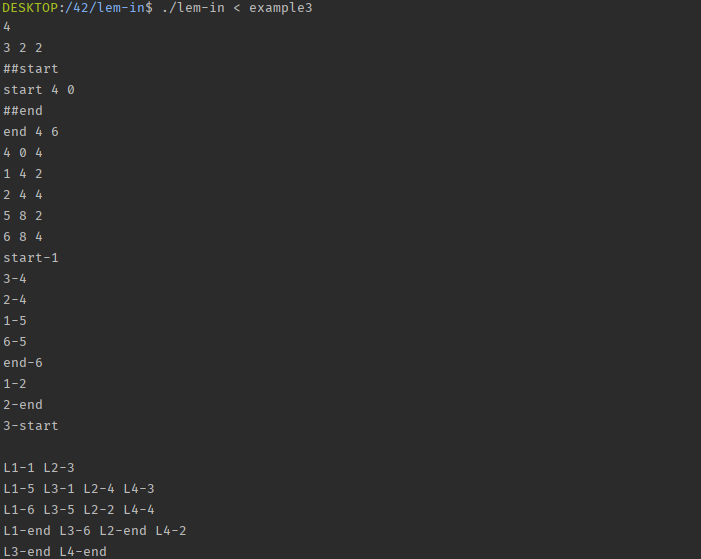 DESKTOP:/42/lem-in$ ./lem-in < example3
4
3 2 2
##start
start 4 0
##end
end 4 6
4 0 4
1 4 2
2 4 4
5 8 2
6 8 4
start-1
3-4
2-4
1-5
6-5
end-6
1-2
2-end
3-start

L1-1 L2-3
L1-5 L3-1 L2-4 L4-3
L1-6 L3-5 L2-2 L4-4
L1-end L3-6 L2-end L4-2
L3-end L4-end